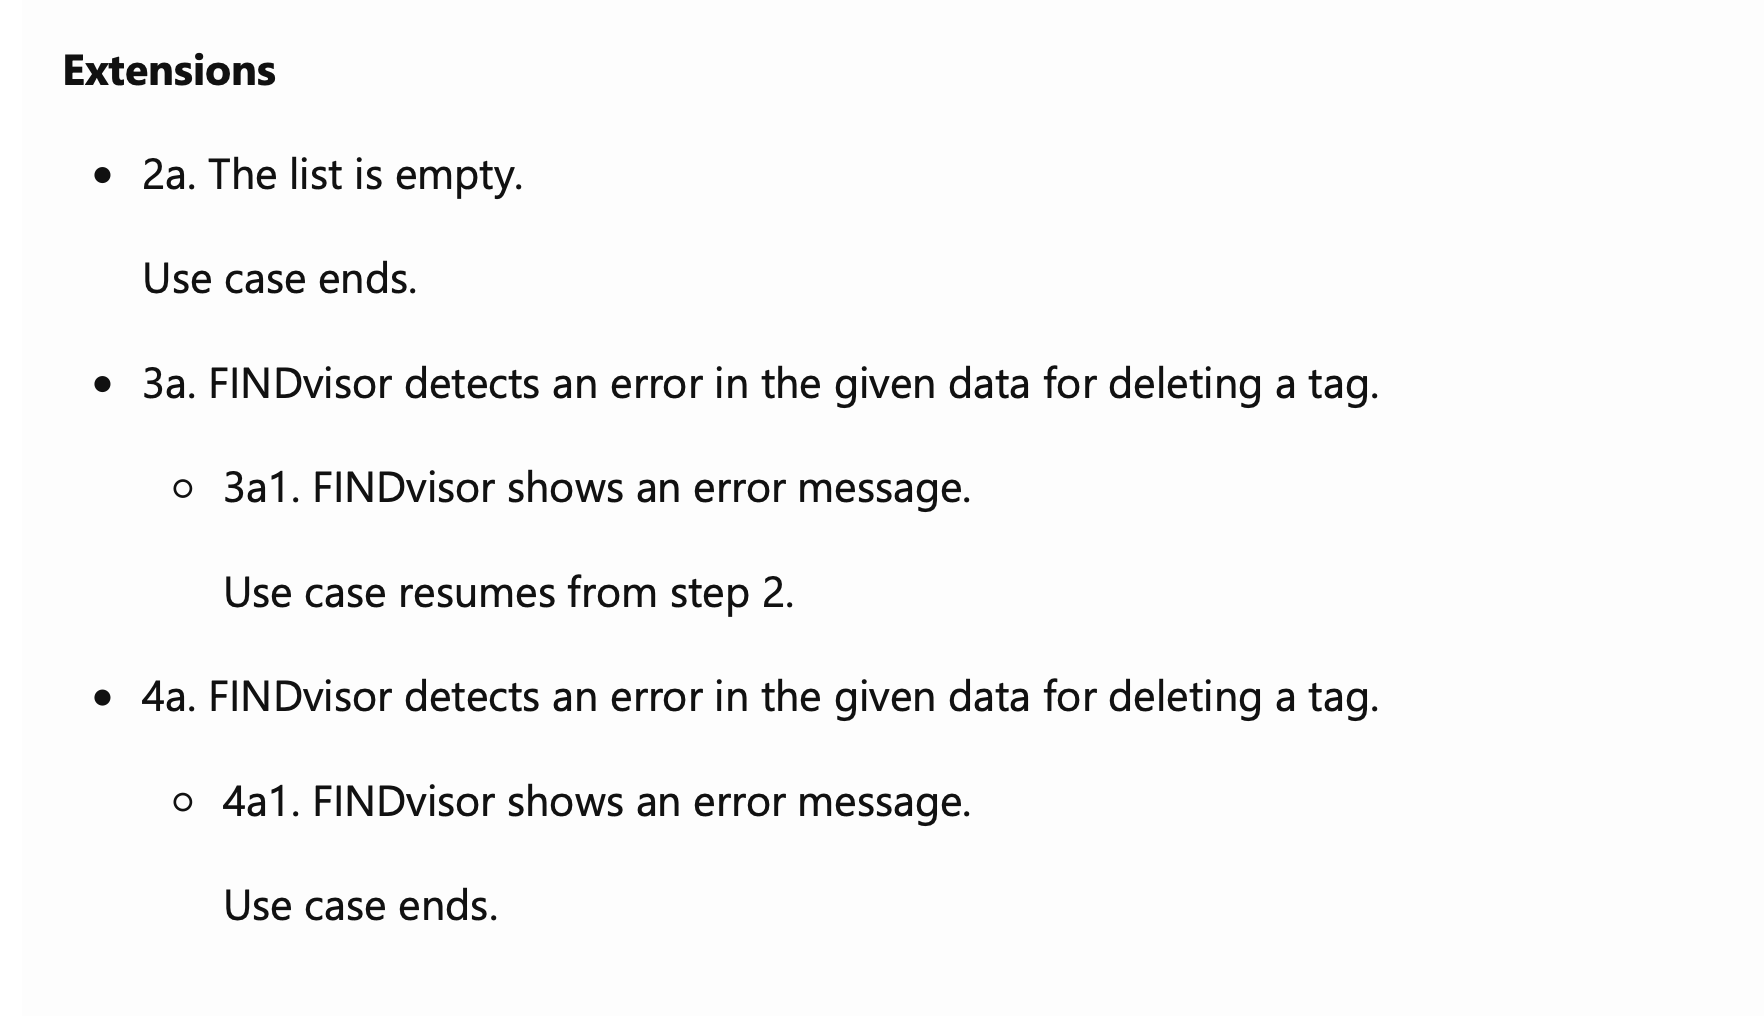 Extensions
• 2a. The list is empty.
Use case ends.
• 3a. FINDvisor detects an error in the given data for deleting a tag.
◦ 3a1. FINDvisor shows an error message.
Use case resumes from step 2.
• 4a. FINDvisor detects an error in the given data for deleting a tag.
◦ 4a1. FINDvisor shows an error message.
Use case ends.